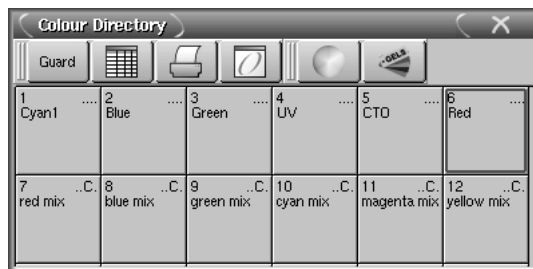 Colour Directory
Guard
GELS
1 .... 2 .... 3 .... 4 .... 5 .... 6 ....
Cyan1 Blue Green UV CTO Red
7 ..C. 8 ..C. 9 ..C. 10 ..C. 11 ..C. 12 ..C.
red mix blue mix green mix cyan mix magenta mix yellow mix